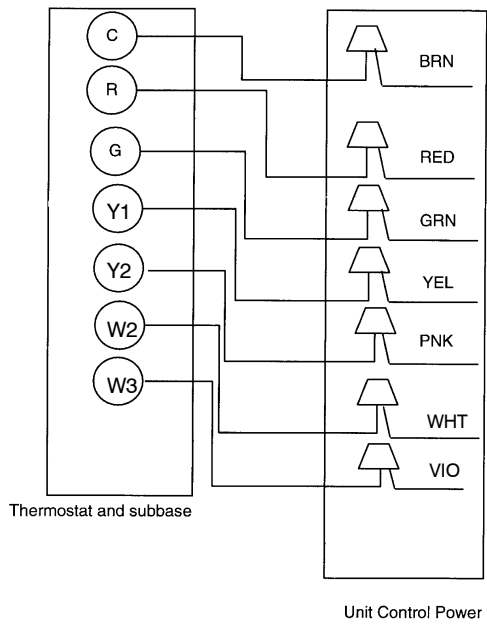 C
R
G
Y1
Y2
W2
W3
Thermostat and subbase
BRN
RED
GRN
YEL
PNK
WHT
VIO
Unit Control Power